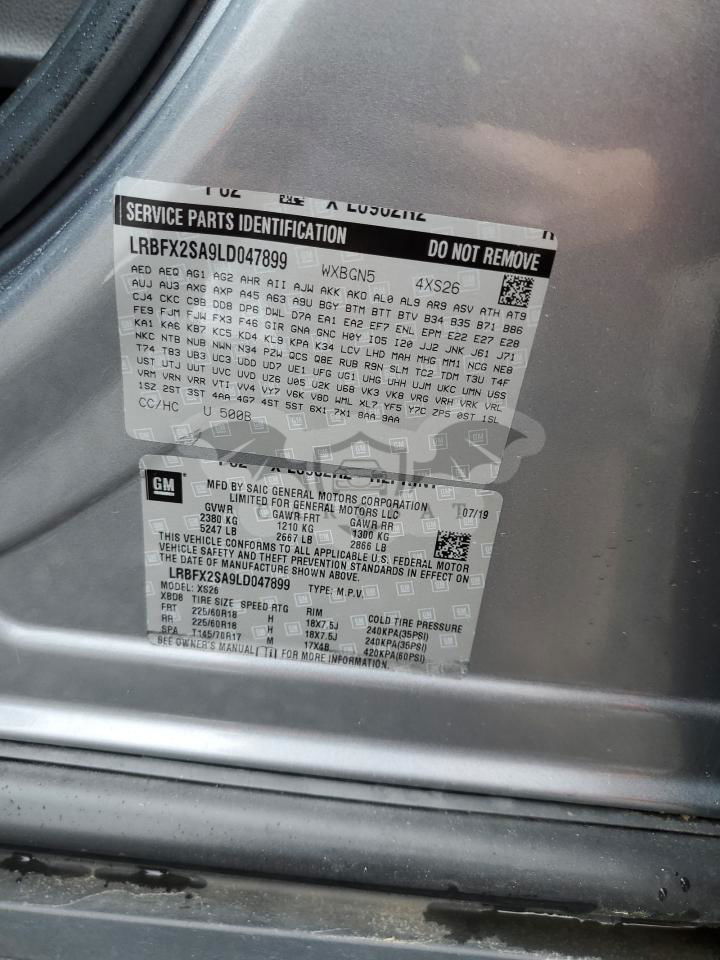 SERVICE PARTS IDENTIFICATION DO NOT REMOVE
LRBFX2SA9LD047899 WXBGN5 4XS26
AED AEQ AG1 AG2 AHR AII AJW AKK AKO AL0 AL9 AR9 ASV ATH AT9
AUJ AU3 AXG AXP A45 A63 A9U BGY BTM BTT BTV B34 B35 B71 B86
CJ4 CKC C9B DD8 DP6 DWL D7A EA1 EA2 EF7 ENL EPM E22 E27 E28
FE9 FJM FJW FX3 F46 GIR GNA GNC H0Y IO5 I20 JJ2 JNK J61 J71
KA1 KA6 KB7 KC5 KD4 KL9 KPA K34 LCV LHD MAH MHG MM1 NCG NE8
NKC NTB NUB NWN N34 PZW QCS Q8E RUB R9N SLM TC2 TDM T3U T4F
T74 T83 UB3 UC3 UDD UD7 UE1 UFG UG1 UHG UHH UJM UKC UMN USS
UST UTJ UUT UVC UVD UZ6 U05 U2K U68 VK3 VK8 VRG VRH VRK VRL
VRM VRN VRR VTI VV4 VY7 V6K V8D WML XL7 YF5 Y7C ZP5 0ST 1SL
1SZ 2ST 3ST 4AA 4G7 4ST 5ST 6X1 7X1 8AA 9AA
CC/HC U 500B
GM
MFD BY SAIC GENERAL MOTORS CORPORATION
LIMITED FOR GENERAL MOTORS LLC 07/19
GVWR GAWR FRT GAWR RR
2380 KG 1210 KG 1300 KG
5247 LB 2667 LB 2866 LB
THIS VEHICLE CONFORMS TO ALL APPLICABLE U.S. FEDERAL MOTOR
VEHICLE SAFETY AND THEFT PREVENTION STANDARDS IN EFFECT ON
THE DATE OF MANUFACTURE SHOWN ABOVE.
LRBFX2SA9LD047899 TYPE: M.P.V.
MODEL: XS26
XBD8 TIRE SIZE SPEED RTG RIM COLD TIRE PRESSURE
FRT 225/60R18 H 18X7.5J 240KPA(35PSI)
RR 225/60R18 H 18X7.5J 240KPA(35PSI)
SPA T145/70R17 M 17X4B 420KPA(60PSI)
SEE OWNER'S MANUAL FOR MORE INFORMATION.